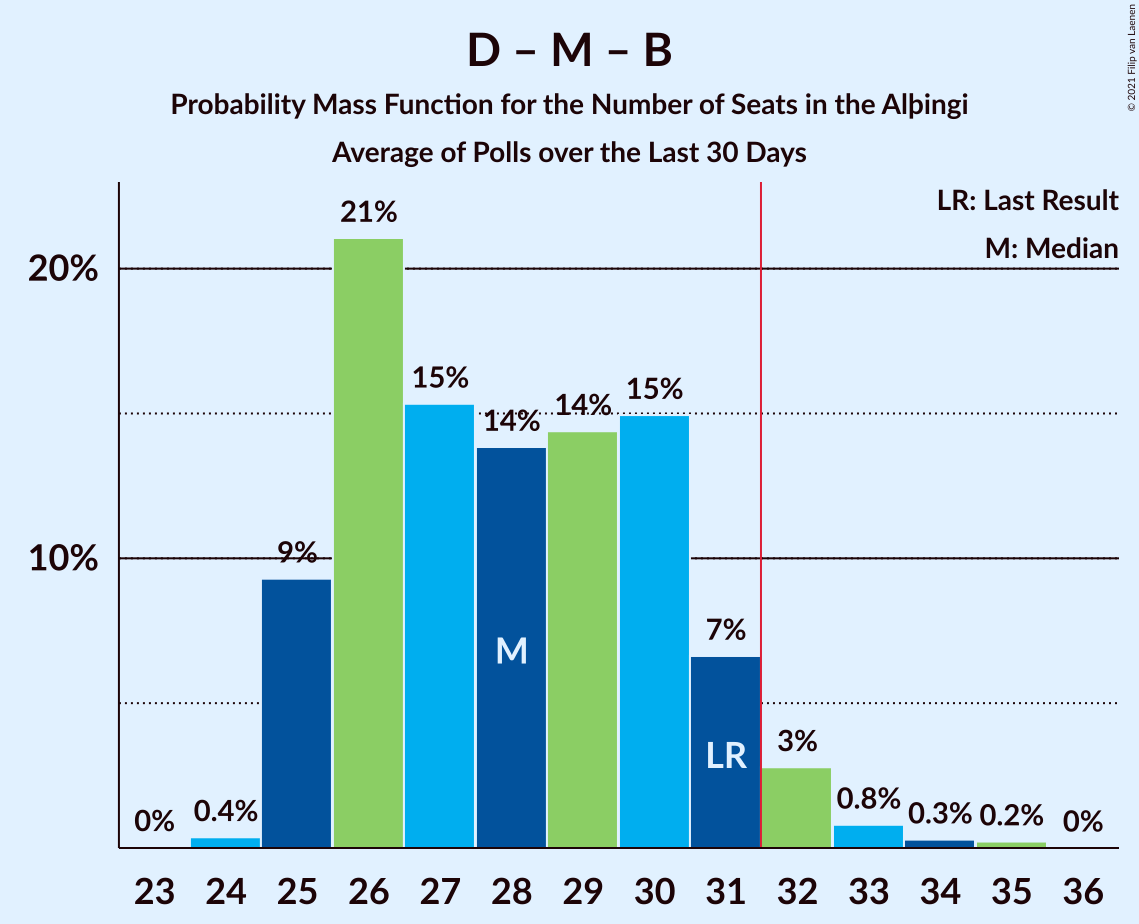 D – M – B
Probability Mass Function for the Number of Seats in the Alþingi
Average of Polls over the Last 30 Days
© 2021 Filip van Laenen
LR: Last Result
M: Median
20%
10%
0%
0.4%
9%
21%
15%
14%
14%
15%
7%
3%
0.8%
0.3%
0.2%
0%
M
LR
23 24 25 26 27 28 29 30 31 32 33 34 35 36